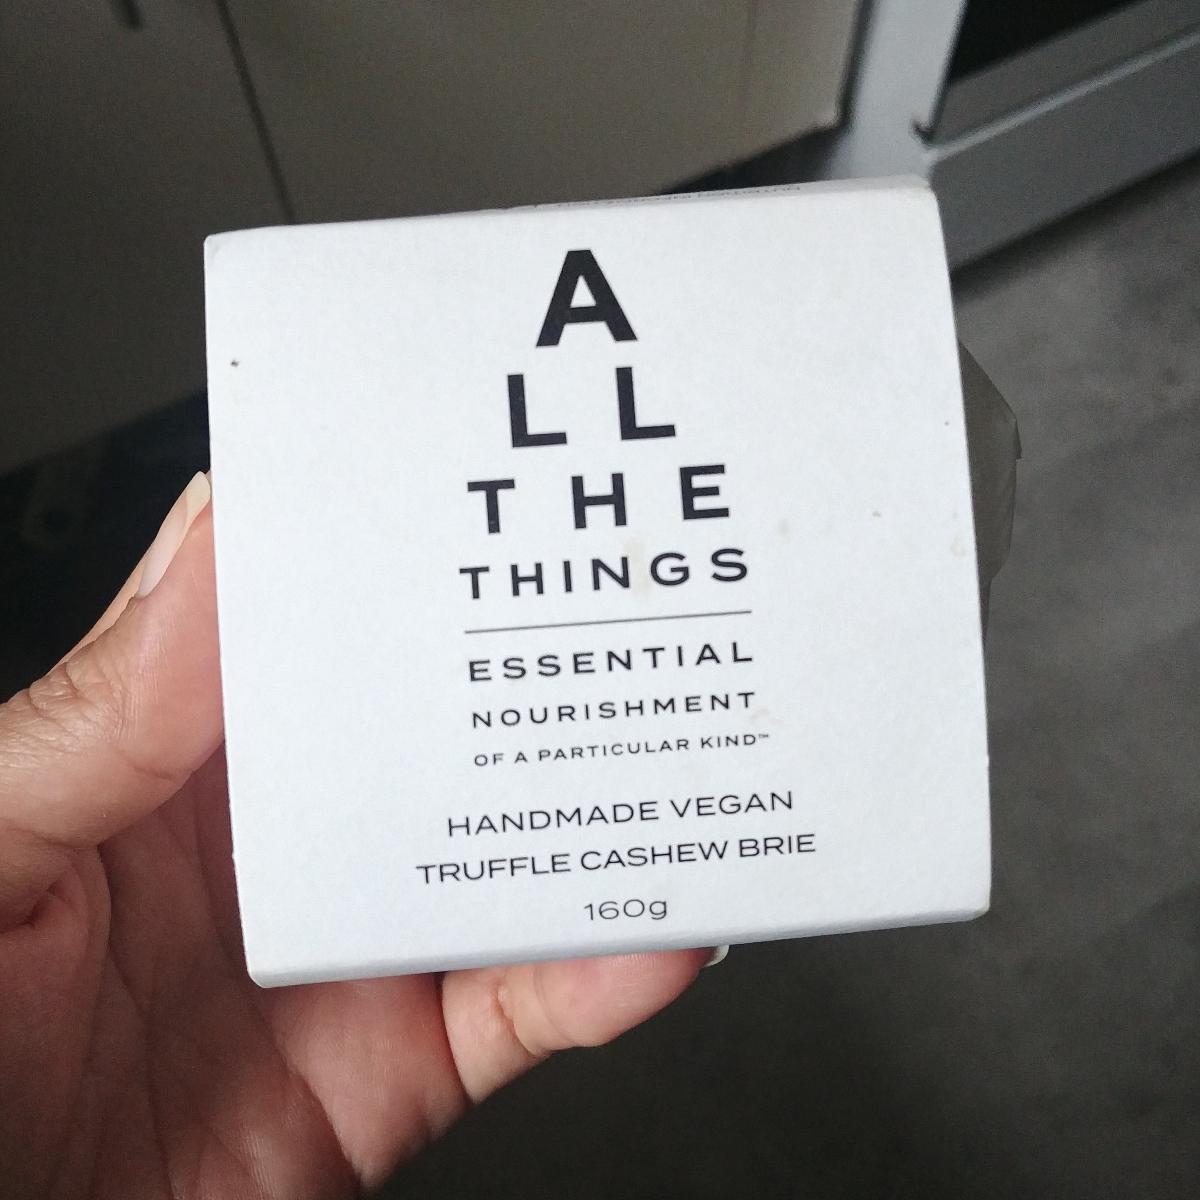 A
LL
THE
THINGS
ESSENTIAL
NOURISHMENT
OF A PARTICULAR KIND™
HANDMADE VEGAN
TRUFFLE CASHEW BRIE
160g